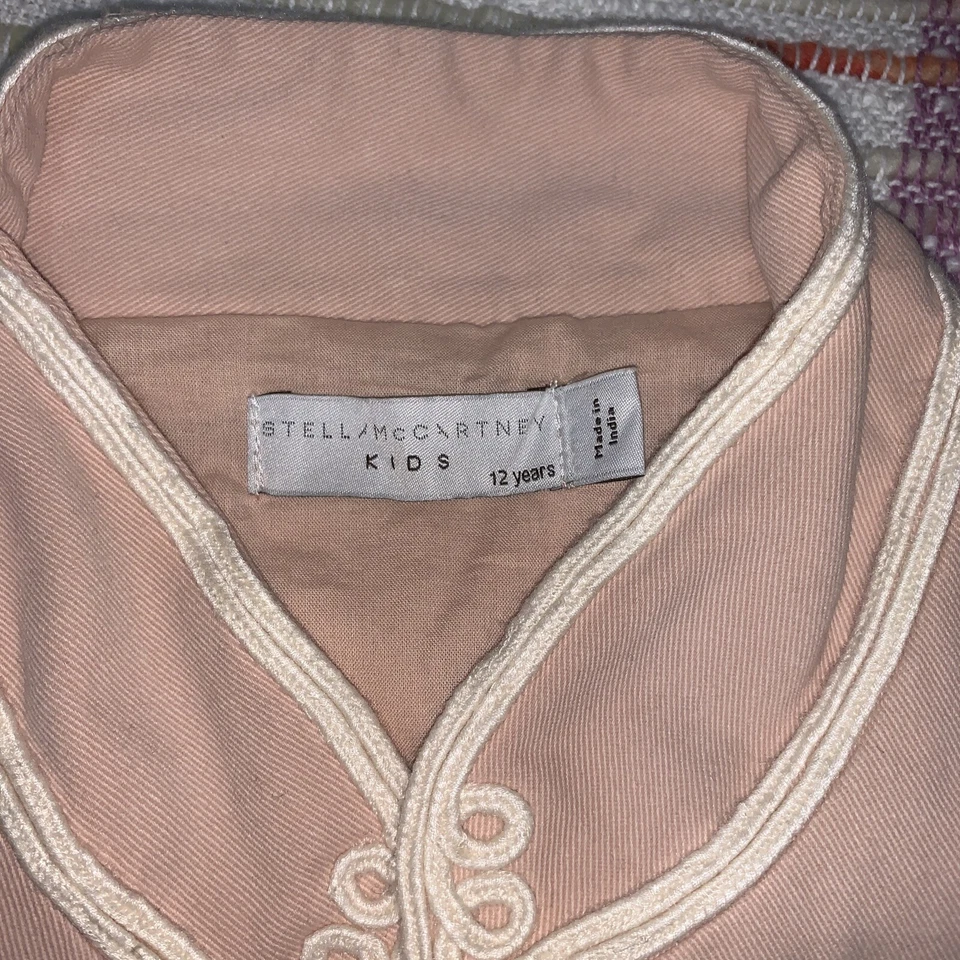 STELLA McCARTNEY
KIDS
12 years
Made in
India